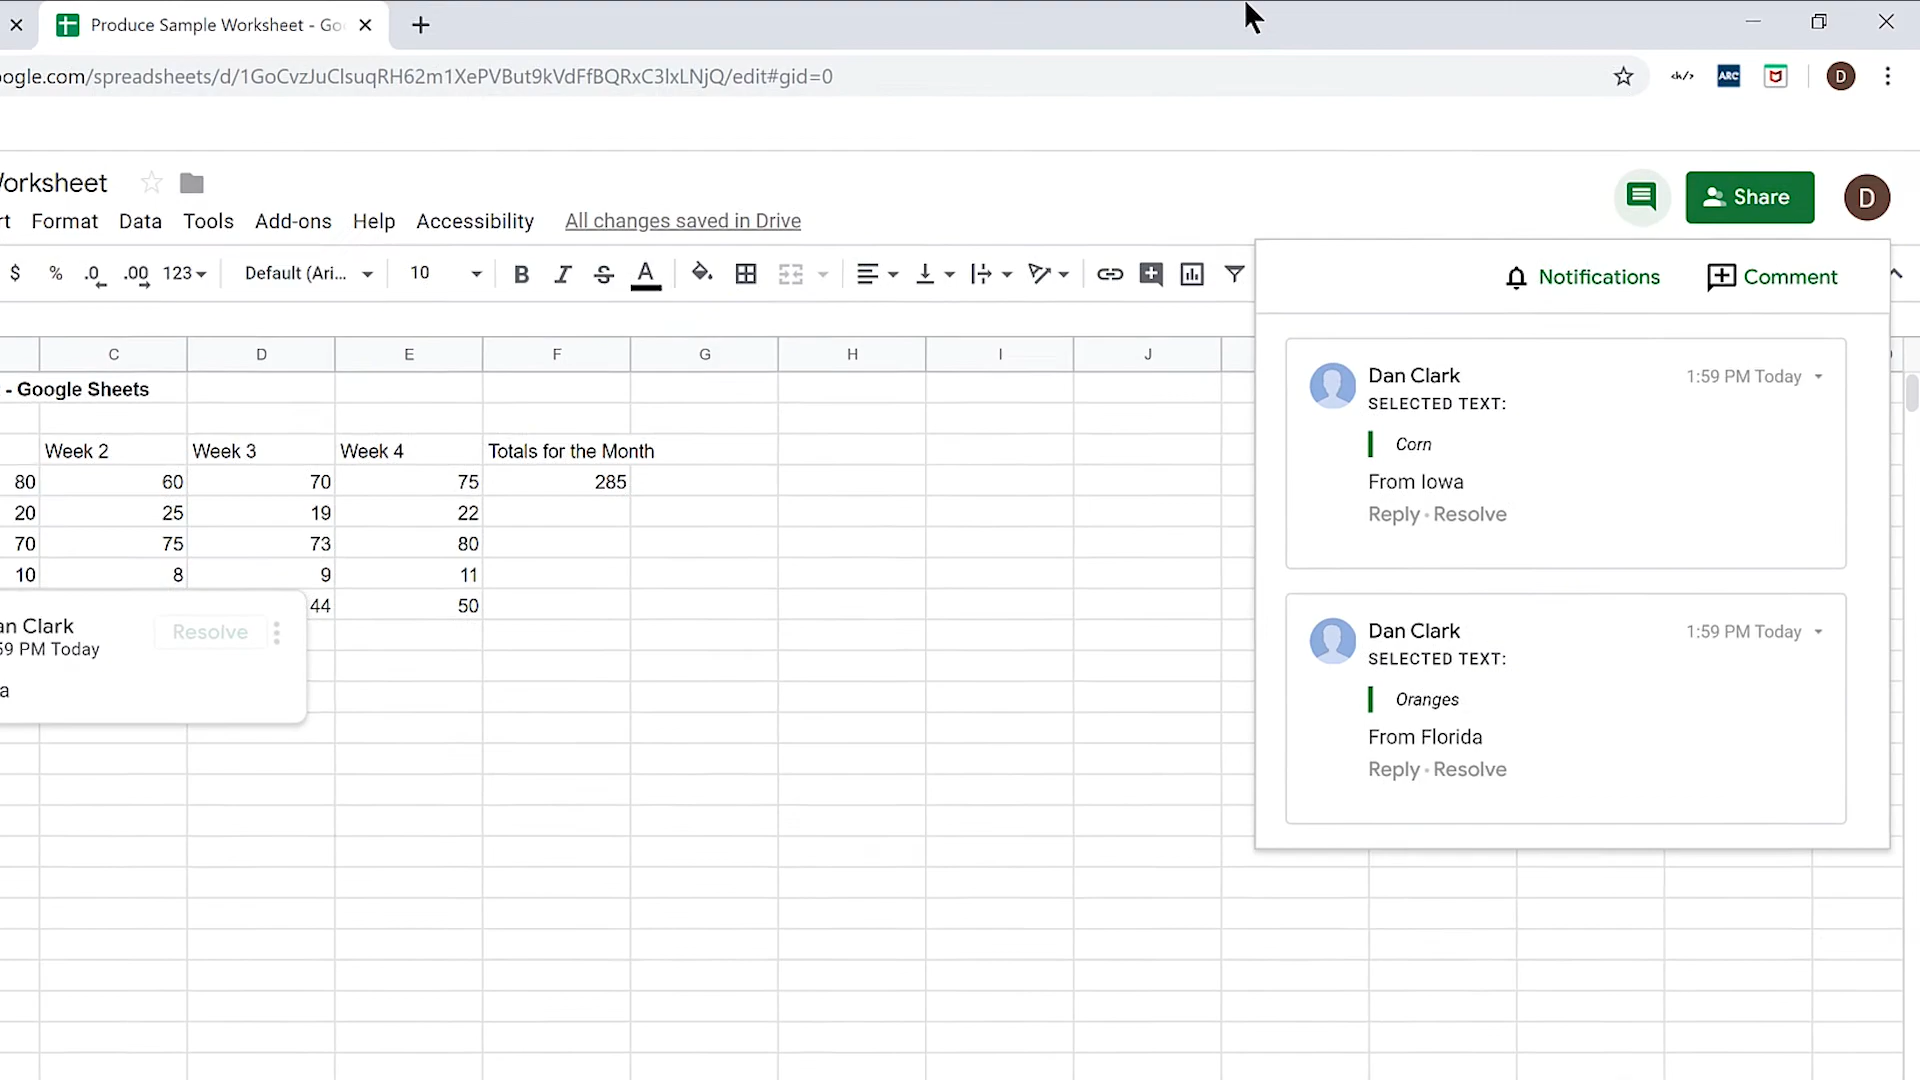 Produce Sample Worksheet - Go
ogle.com/spreadsheets/d/1GoCvzJuClsuqRH62m1XePVBut9kVdFfBQRxC3lxLNjQ/edit#gid=0
ARC
D
Worksheet
Share
D
Format Data Tools Add-ons Help Accessibility All changes saved in Drive
$ % .0 .00 123 Default (Ari... 10 B I S A
Notifications Comment
C D E F G H I J
- Google Sheets
Week 2 Week 3 Week 4 Totals for the Month
80 60 70 75 285
20 25 19 22
70 75 73 80
10 8 9 11
44 50
an Clark
Resolve
59 PM Today
a
Dan Clark 1:59 PM Today
SELECTED TEXT:
Corn
From Iowa
Reply • Resolve
Dan Clark 1:59 PM Today
SELECTED TEXT:
Oranges
From Florida
Reply • Resolve